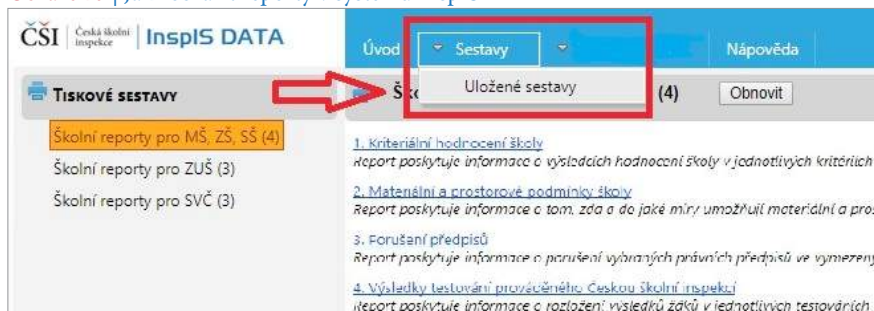 ČŠI Česká školní inspekce InspIS DATA
Úvod Sestavy Nápověda
Uložené sestavy
TISKOVÉ SESTAVY
(4) Obnovit
Školní reporty pro MŠ, ZŠ, SŠ (4)
Školní reporty pro ZUŠ (3)
Školní reporty pro SVČ (3)
1. Kriteriální hodnocení školy
Report poskytuje informace o výsledcích hodnocení školy v jednotlivých kritériích
2. Materiální a prostorové podmínky školy
Report poskytuje informace o tom, zda a do jaké míry umožňují materiální a
3. Porušení předpisů
Report poskytuje informace o porušení vybraných právních předpisů ve
4. Výsledky testování prováděného Českou školní inspekcí
Report poskytuje informace o rozložení výsledků žáků v jednotlivých testováních